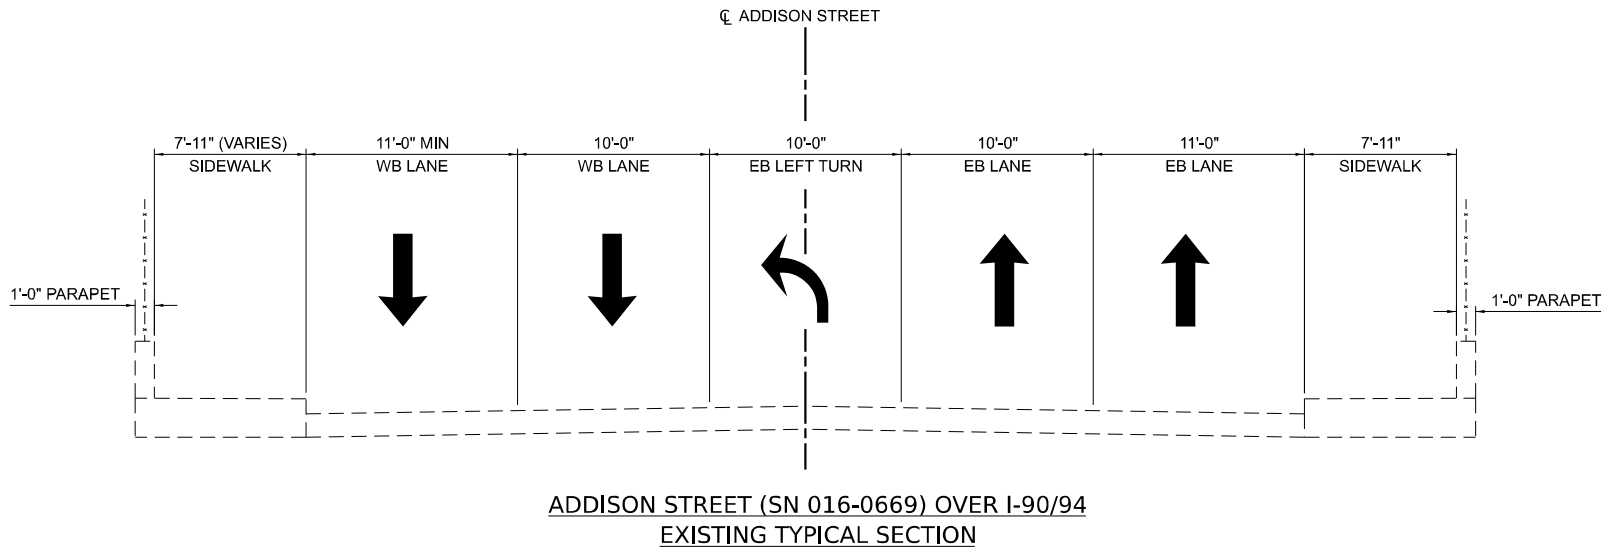 ℄ ADDISON STREET
7'-11" (VARIES) 11'-0" MIN 10'-0" 10'-0" 10'-0" 11'-0" 7'-11"
SIDEWALK WB LANE WB LANE EB LEFT TURN EB LANE EB LANE SIDEWALK
1'-0" PARAPET 1'-0" PARAPET
ADDISON STREET (SN 016-0669) OVER I-90/94
EXISTING TYPICAL SECTION